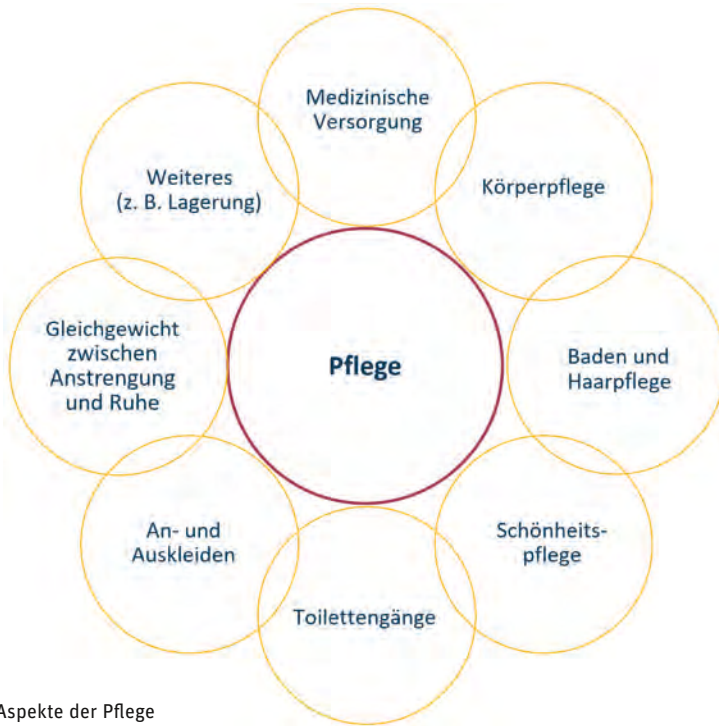 Medizinische
Versorgung
Körperpflege
Baden und
Haarpflege
Schönheits-
pflege
Toilettengänge
An- und
Auskleiden
Gleichgewicht
zwischen
Anstrengung
und Ruhe
Weiteres
(z. B. Lagerung)
Pflege
Aspekte der Pflege